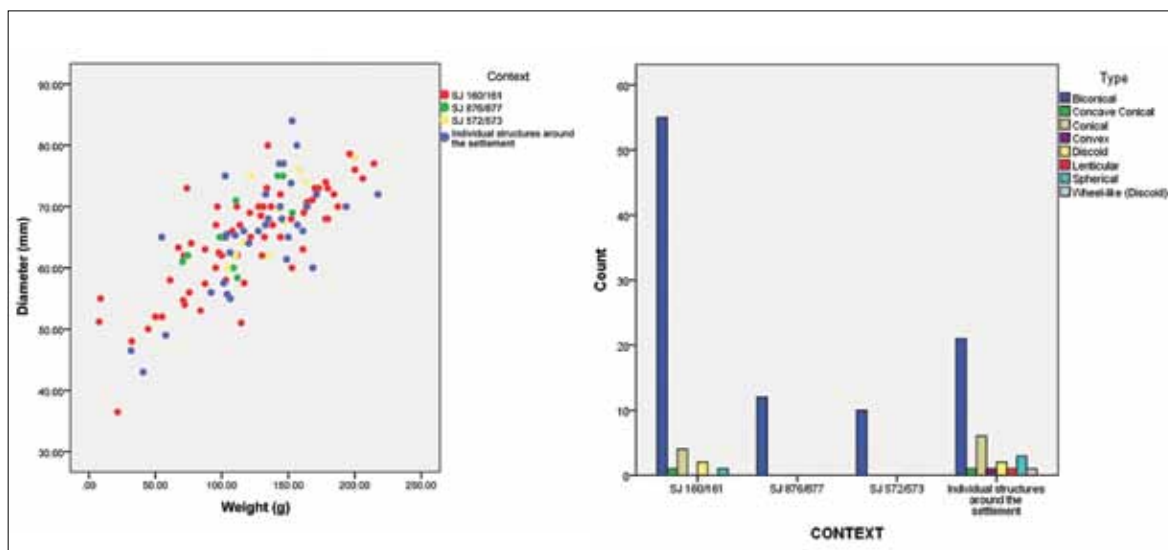 Context
SJ 160/161
SJ 876/877
SJ 572/573
Individual structures around
the settlement
Diameter (mm)
90.00
80.00
70.00
60.00
50.00
40.00
30.00
.00
50.00
100.00
150.00
200.00
250.00
Weight (g)
Type
Biconical
Concave Conical
Conical
Convex
Discoid
Lenticular
Spherical
Wheel-like (Discoid)
Count
60
50
40
30
20
10
0
SJ 160/161
SJ 876/877
SJ 572/573
Individual structures
around the
settlement
CONTEXT